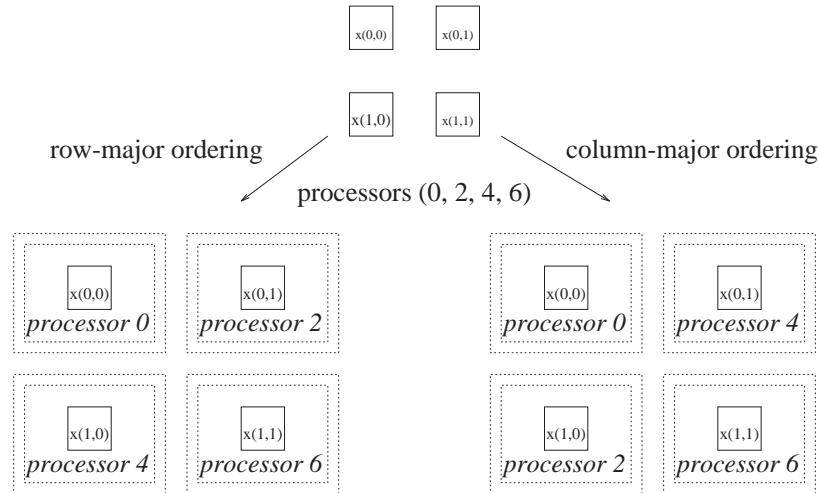 x(0,0) x(0,1)
x(1,0) x(1,1)
row-major ordering column-major ordering
processors (0, 2, 4, 6)
x(0,0) x(0,1) x(0,0) x(0,1)
processor 0 processor 2 processor 0 processor 4
x(1,0) x(1,1) x(1,0) x(1,1)
processor 4 processor 6 processor 2 processor 6